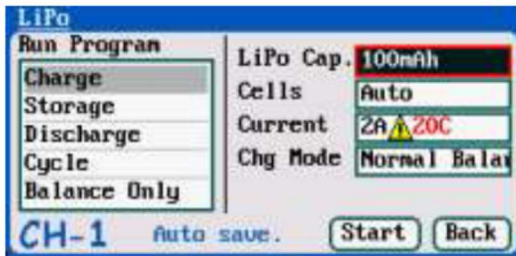 LiPo
Run Program
Charge
Storage
Discharge
Cycle
Balance Only
LiPo Cap. 100mAh
Cells Auto
Current 2A 20C
Chg Mode Normal Balan
CH-1 Auto save. Start Back